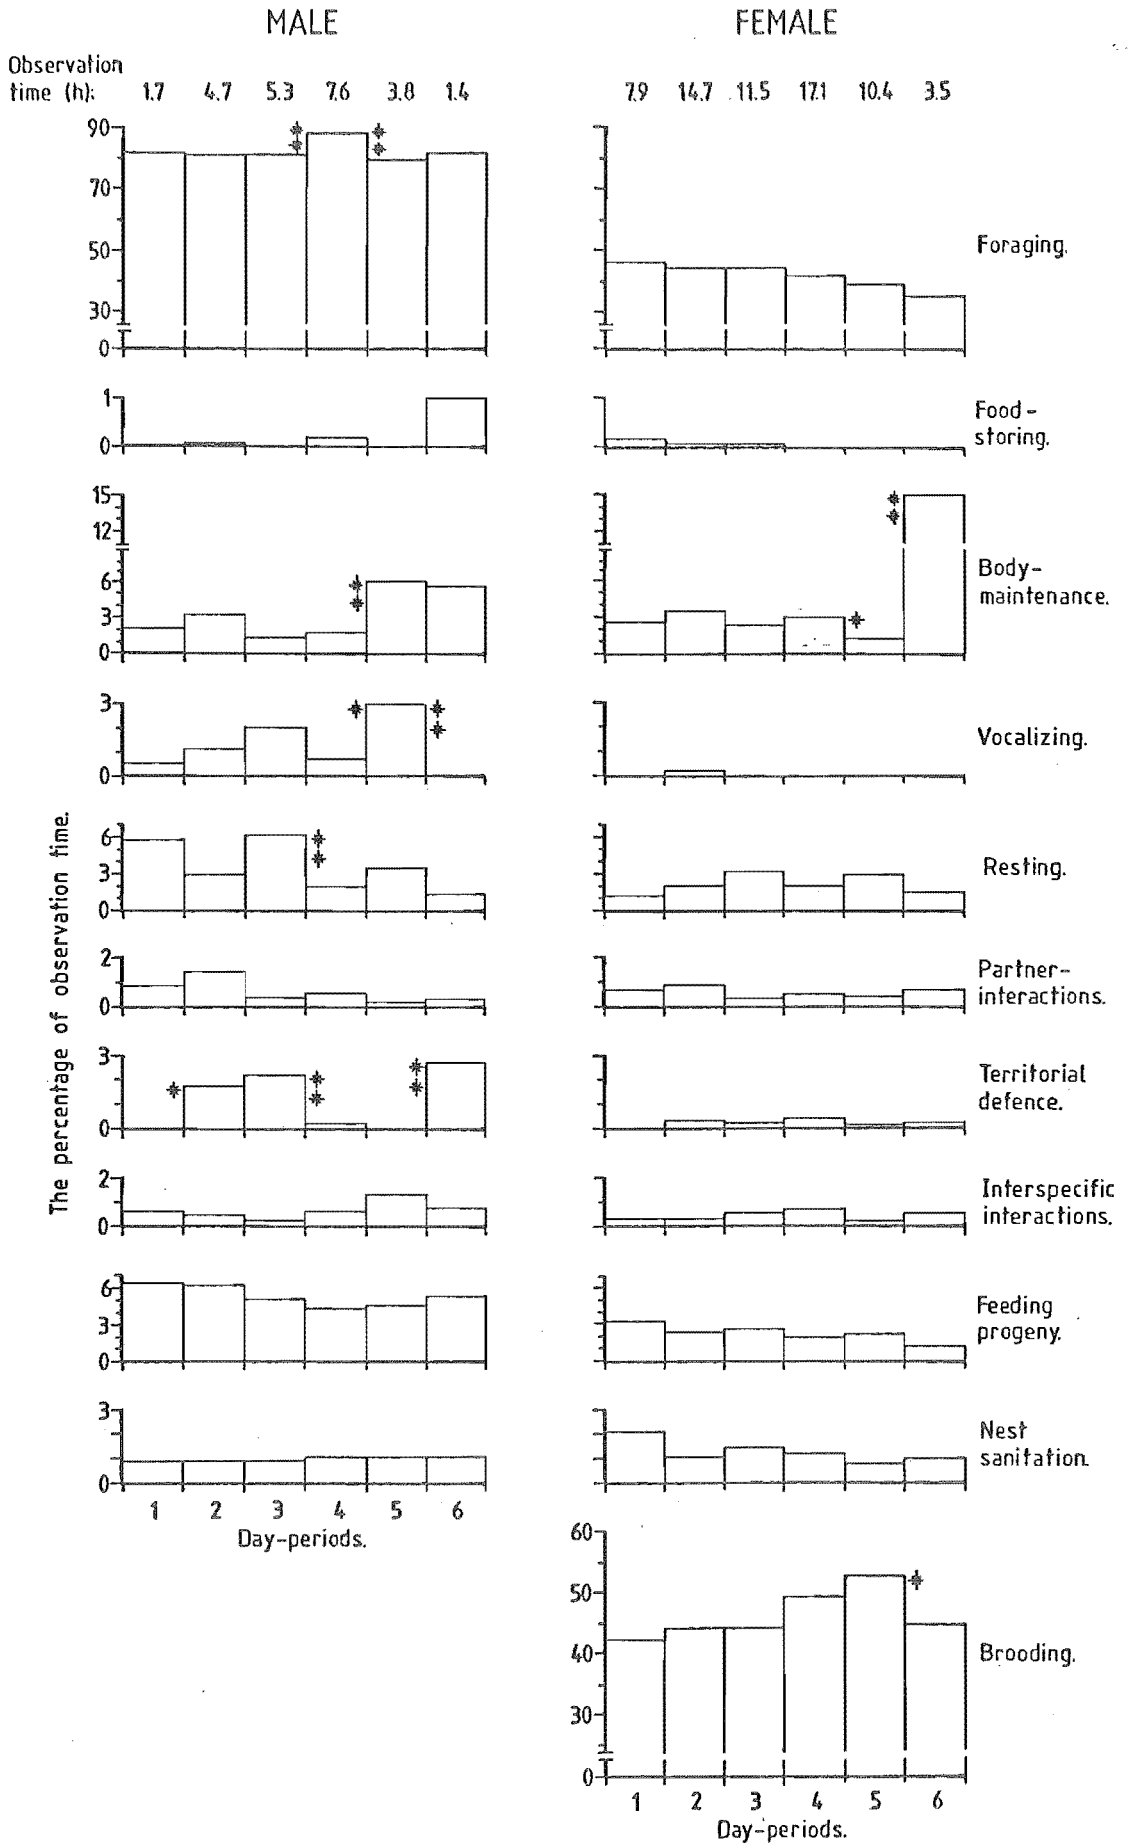 MALE FEMALE
Observation
time (h): 1.7 4.7 5.3 7.6 3.8 1.4 7.9 14.7 11.5 17.1 10.4 3.5
90
70
50
30
0
Foraging.
1
0
Food-
storing.
15
12
6
3
0
Body-
maintenance.
3
0
Vocalizing.
6
3
0
Resting.
2
0
Partner-
interactions.
3
0
Territorial
defence.
2
0
Interspecific
interactions.
6
3
0
Feeding
progeny.
3
0
Nest
sanitation.
The percentage of observation time.
1 2 3 4 5 6
Day-periods.
60
50
40
30
0
Brooding.
1 2 3 4 5 6
Day-periods.